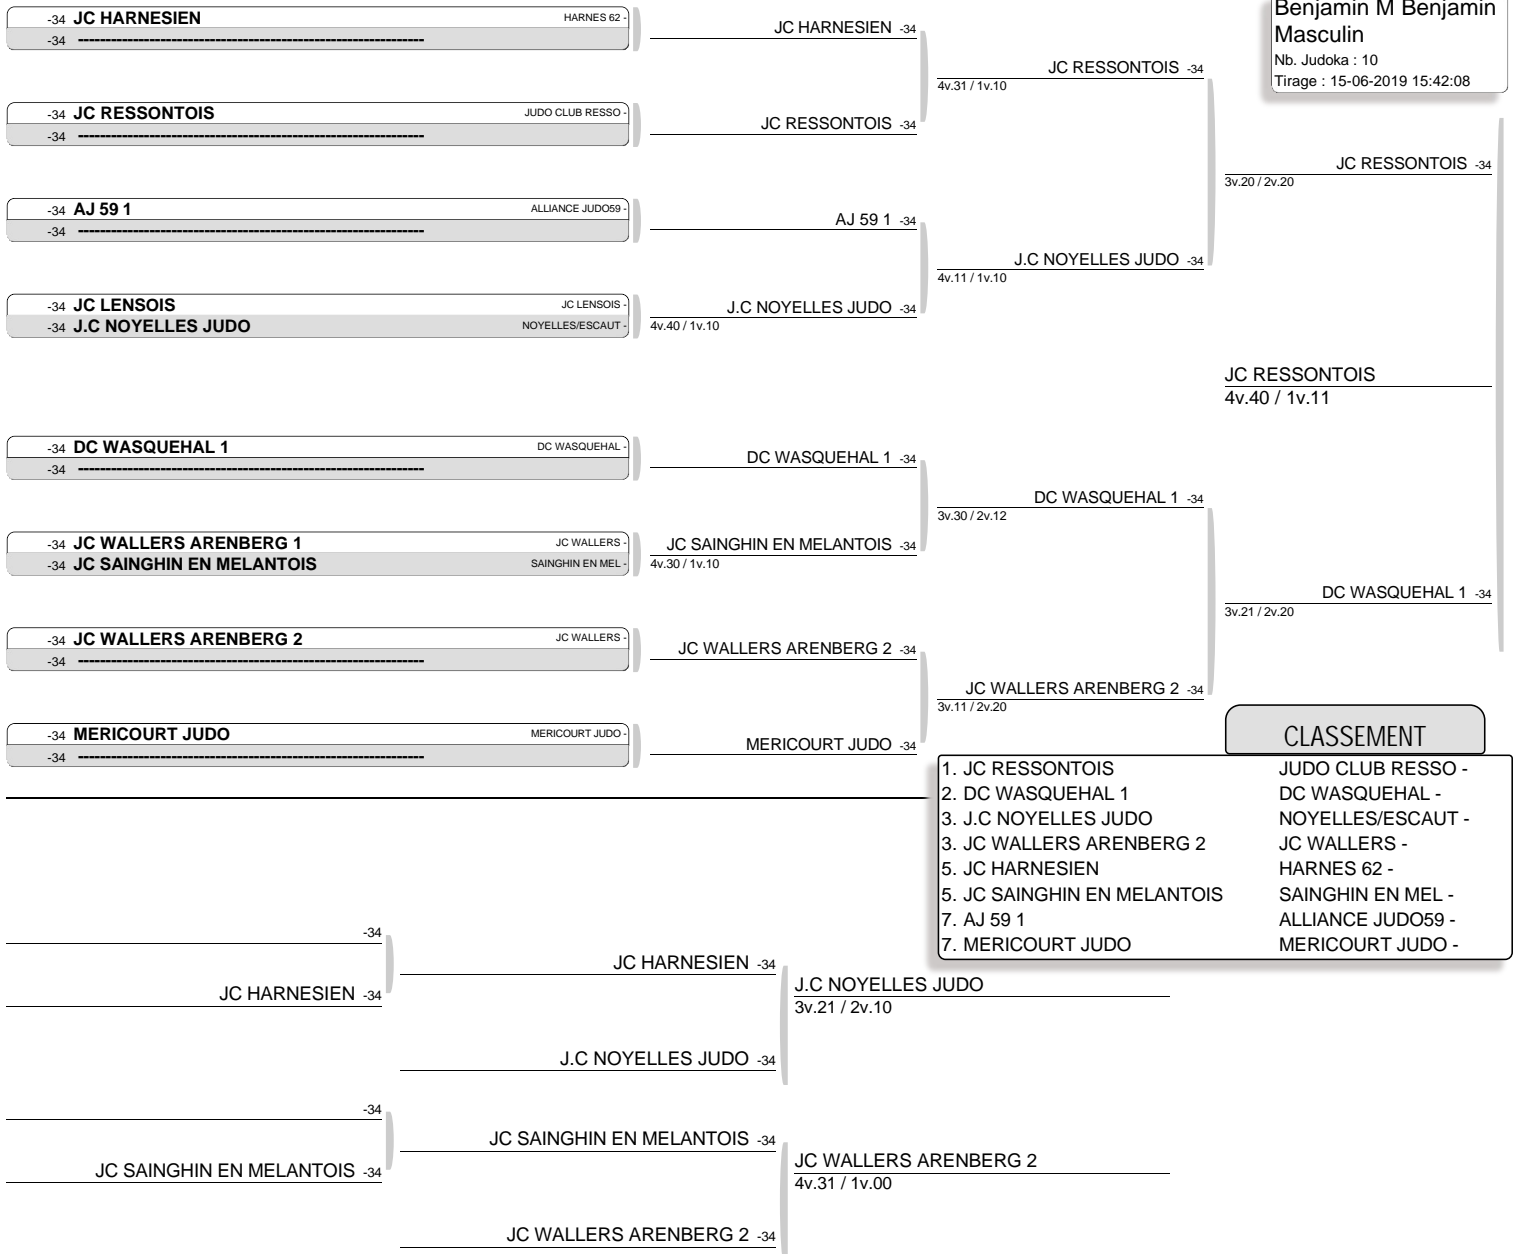 Benjamin M Benjamin
Masculin
Nb. Judoka : 10
Tirage : 15-06-2019 15:42:08
-34 JC HARNESIEN HARNES 62 -
-34 ----------------------------------------------------------------
-34 JC RESSONTOIS JUDO CLUB RESSO -
-34 ----------------------------------------------------------------
-34 AJ 59 1 ALLIANCE JUDO59 -
-34 ----------------------------------------------------------------
-34 JC LENSOIS JC LENSOIS -
-34 J.C NOYELLES JUDO NOYELLES/ESCAUT -
-34 DC WASQUEHAL 1 DC WASQUEHAL -
-34 ----------------------------------------------------------------
-34 JC WALLERS ARENBERG 1 JC WALLERS -
-34 JC SAINGHIN EN MELANTOIS SAINGHIN EN MEL -
-34 JC WALLERS ARENBERG 2 JC WALLERS -
-34 ----------------------------------------------------------------
-34 MERICOURT JUDO MERICOURT JUDO -
-34 ----------------------------------------------------------------
JC HARNESIEN -34
JC RESSONTOIS -34
AJ 59 1 -34
J.C NOYELLES JUDO -34
4v.40 / 1v.10
DC WASQUEHAL 1 -34
JC SAINGHIN EN MELANTOIS -34
4v.30 / 1v.10
JC WALLERS ARENBERG 2 -34
MERICOURT JUDO -34
JC RESSONTOIS -34
4v.31 / 1v.10
J.C NOYELLES JUDO -34
4v.11 / 1v.10
DC WASQUEHAL 1 -34
3v.30 / 2v.12
JC WALLERS ARENBERG 2 -34
3v.11 / 2v.20
JC RESSONTOIS -34
3v.20 / 2v.20
JC RESSONTOIS
4v.40 / 1v.11
DC WASQUEHAL 1 -34
3v.21 / 2v.20
CLASSEMENT
1. JC RESSONTOIS JUDO CLUB RESSO -
2. DC WASQUEHAL 1 DC WASQUEHAL -
3. J.C NOYELLES JUDO NOYELLES/ESCAUT -
3. JC WALLERS ARENBERG 2 JC WALLERS -
5. JC HARNESIEN HARNES 62 -
5. JC SAINGHIN EN MELANTOIS SAINGHIN EN MEL -
7. AJ 59 1 ALLIANCE JUDO59 -
7. MERICOURT JUDO MERICOURT JUDO -
-34
JC HARNESIEN -34
JC HARNESIEN -34
J.C NOYELLES JUDO -34
J.C NOYELLES JUDO
3v.21 / 2v.10
-34
JC SAINGHIN EN MELANTOIS -34
JC SAINGHIN EN MELANTOIS -34
JC WALLERS ARENBERG 2 -34
JC WALLERS ARENBERG 2
4v.31 / 1v.00